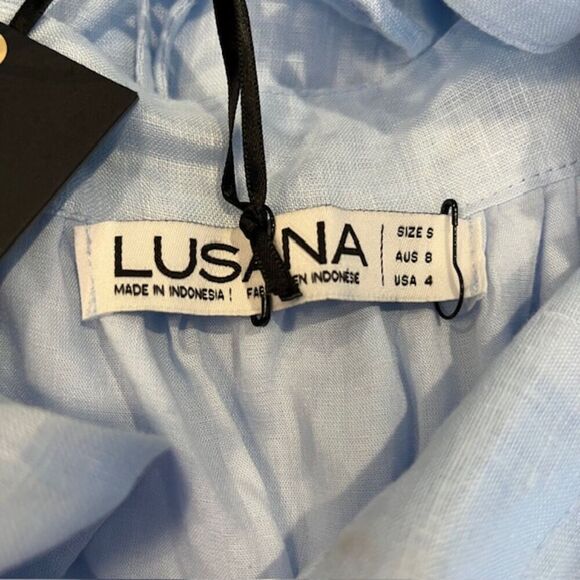 LUSANA
MADE IN INDONESIA | EN INDONÉSE
SIZE S
AUS 8
USA 4